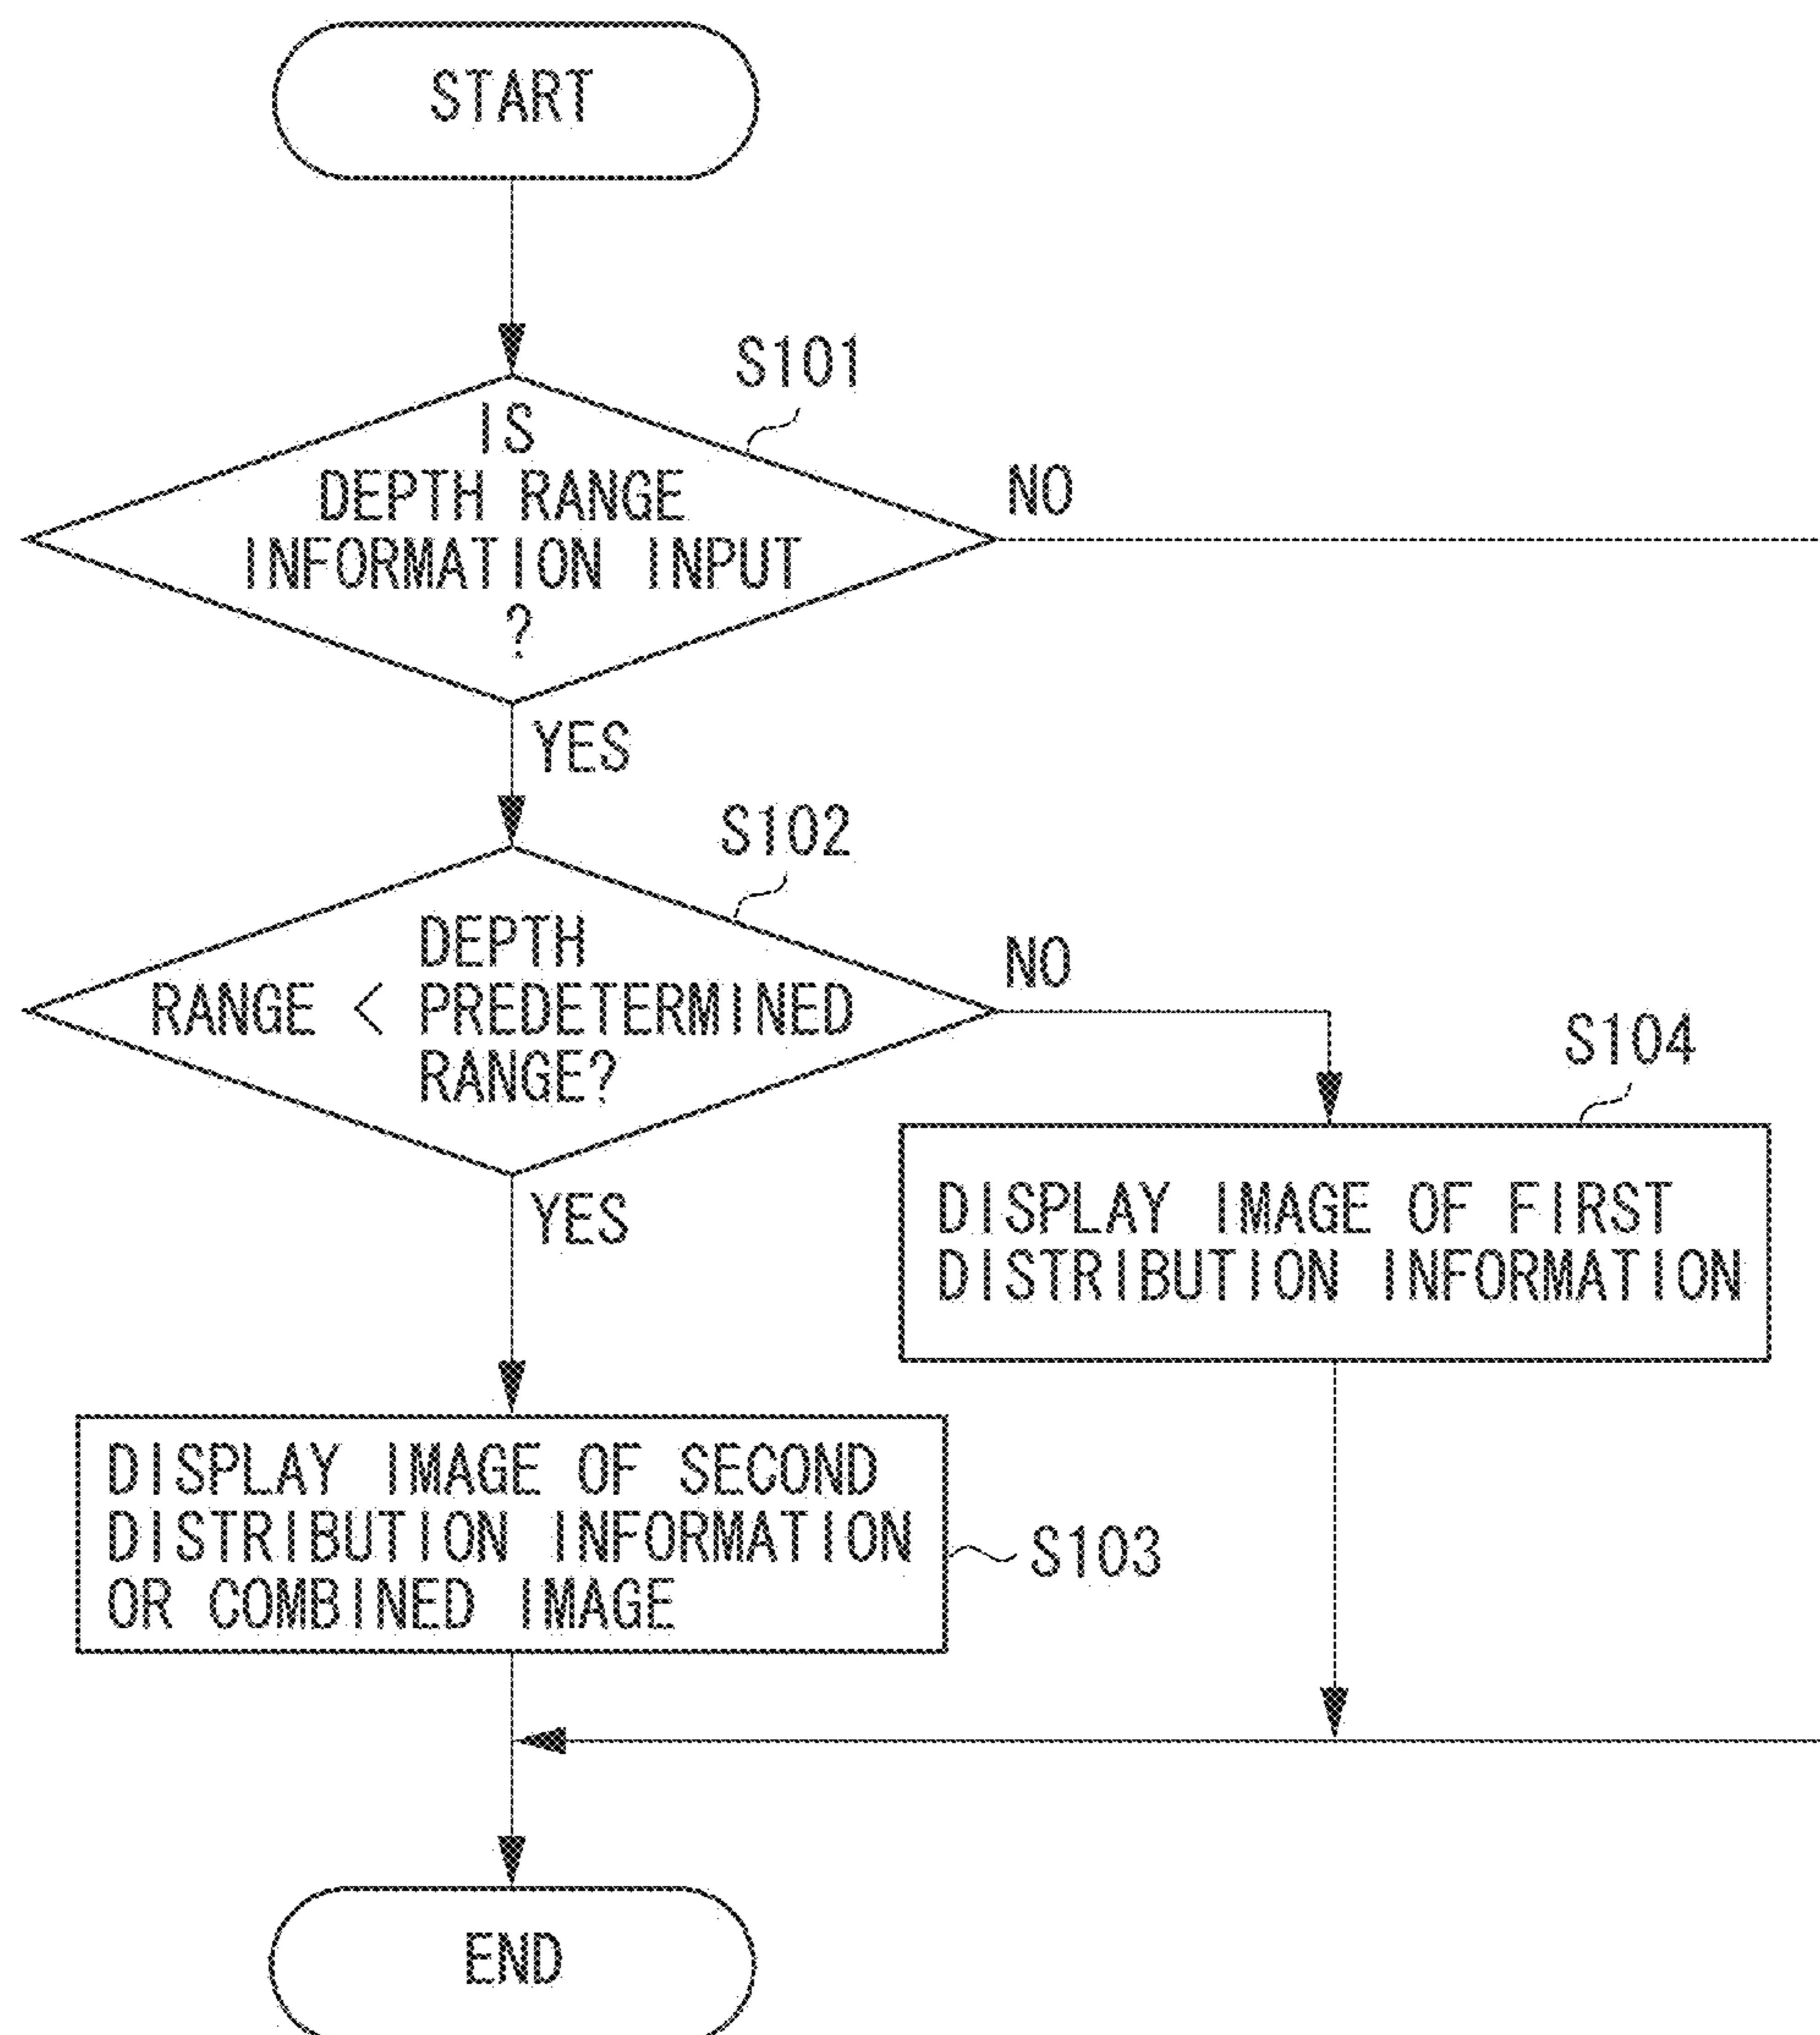 START
S101
IS
DEPTH RANGE
INFORMATION INPUT
?
NO
YES
S102
DEPTH
RANGE < PREDETERMINED
RANGE?
NO
YES
S104
DISPLAY IMAGE OF FIRST
DISTRIBUTION INFORMATION
DISPLAY IMAGE OF SECOND
DISTRIBUTION INFORMATION
OR COMBINED IMAGE
S103
END